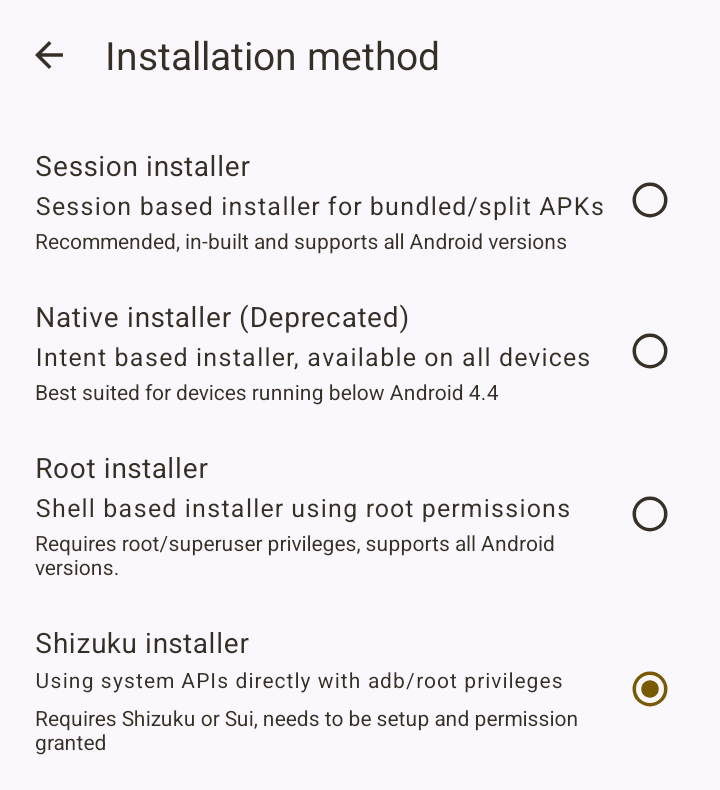 Installation method
Session installer
Session based installer for bundled/split APKs
Recommended, in-built and supports all Android versions
Native installer (Deprecated)
Intent based installer, available on all devices
Best suited for devices running below Android 4.4
Root installer
Shell based installer using root permissions
Requires root/superuser privileges, supports all Android
versions.
Shizuku installer
Using system APIs directly with adb/root privileges
Requires Shizuku or Sui, needs to be setup and permission
granted